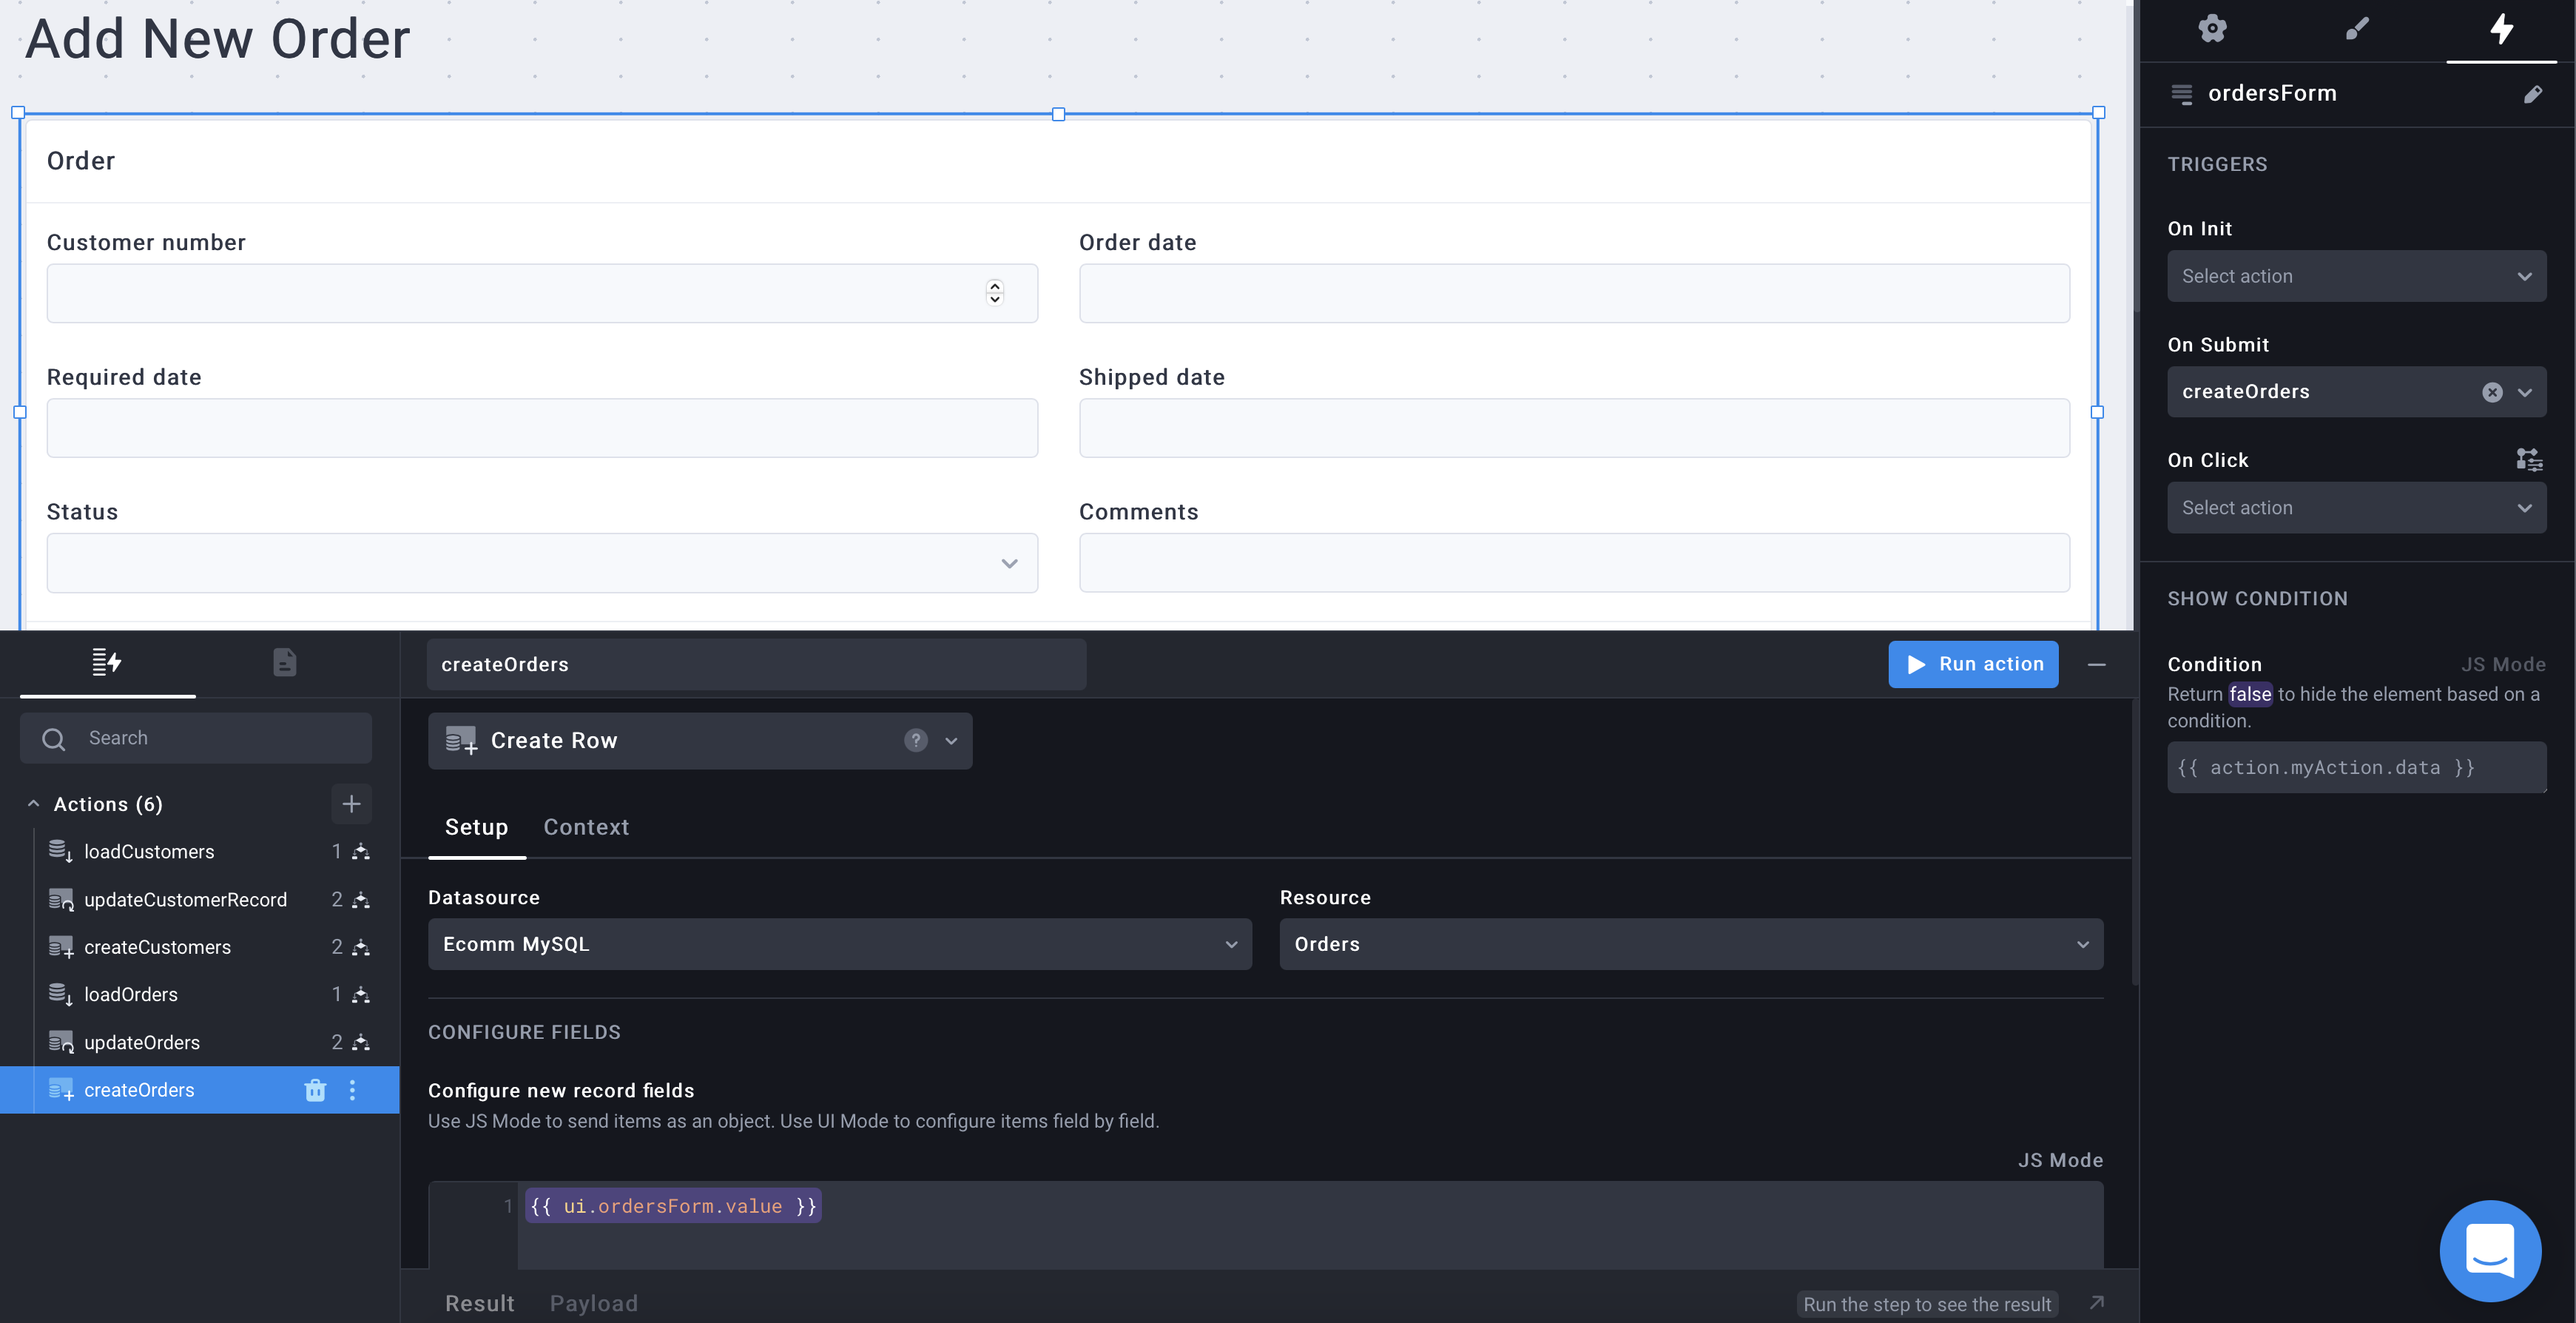 Add New Order
Order
Customer number
Order date
Required date
Shipped date
Status
Comments
ordersForm
TRIGGERS
On Init
Select action
On Submit
createOrders
On Click
Select action
SHOW CONDITION
Condition
JS Mode
Return false to hide the element based on a
condition.
{{ action.myAction.data }}
Search
Actions (6)
loadCustomers 1
updateCustomerRecord 2
createCustomers 2
loadOrders 1
updateOrders 2
createOrders
createOrders
Run action
Create Row
?
Setup
Context
Datasource
Resource
Ecomm MySQL
Orders
CONFIGURE FIELDS
Configure new record fields
Use JS Mode to send items as an object. Use UI Mode to configure items field by field.
JS Mode
1 {{ ui.ordersForm.value }}
Result
Payload
Run the step to see the result